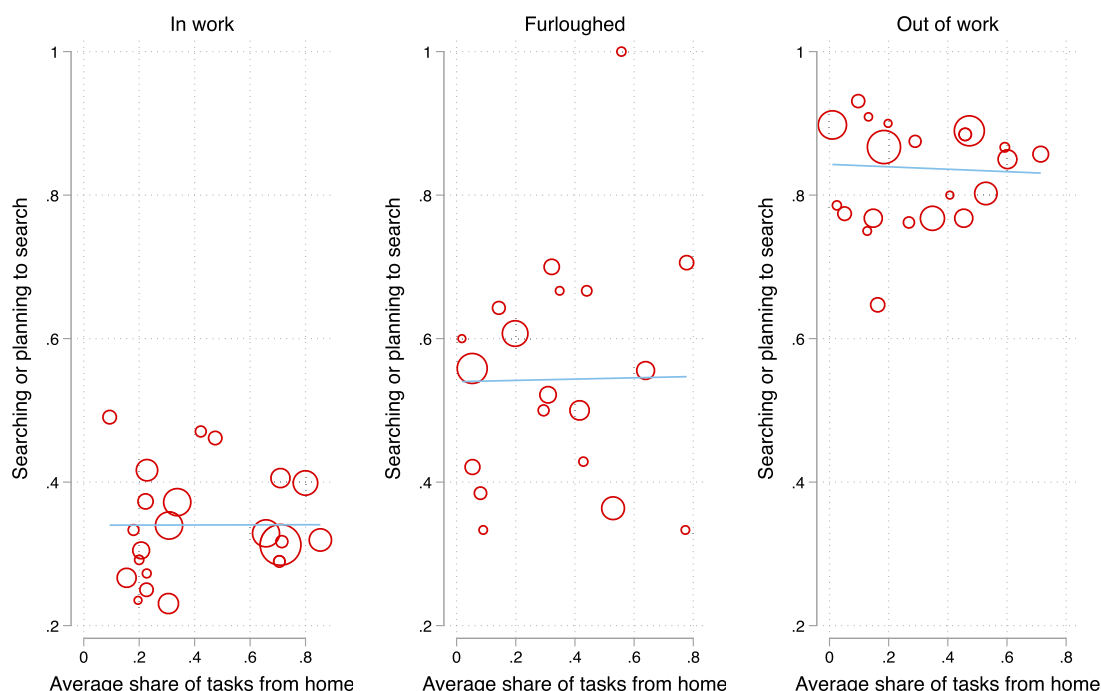 In work
Searching or planning to search
1
.8
.6
.4
.2
0 .2 .4 .6 .8
Average share of tasks from home
Furloughed
Searching or planning to search
1
.8
.6
.4
.2
0 .2 .4 .6 .8
Average share of tasks from home
Out of work
Searching or planning to search
1
.8
.6
.4
.2
0 .2 .4 .6 .8
Average share of tasks from home